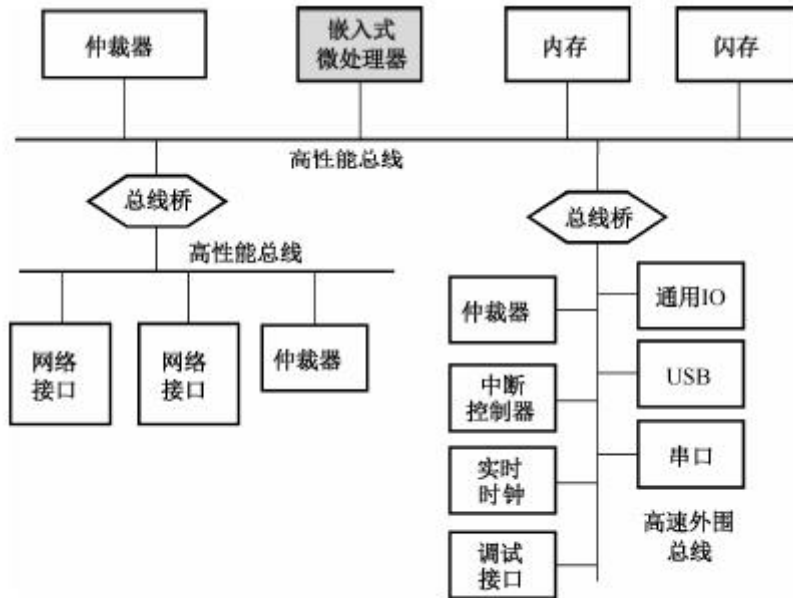 仲裁器
嵌入式
微处理器
内存
闪存
高性能总线
总线桥
总线桥
高性能总线
网络
接口
网络
接口
仲裁器
仲裁器
中断
控制器
实时
时钟
调试
接口
通用IO
USB
串口
高速外围
总线